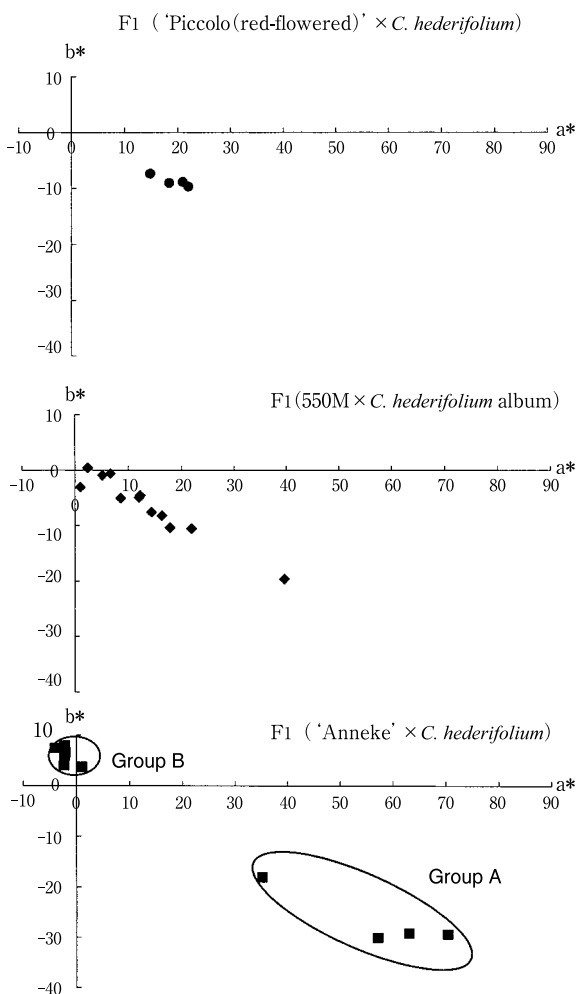 F1 (‘Piccolo(red-flowered)’ × C. hederifolium)
b*
10
0
a*
-10 0 10 20 30 40 50 60 70 80 90
-10
-20
-30
-40
b*
F1(550M × C. hederifolium album)
10
0
a*
-10 0 10 20 30 40 50 60 70 80 90
-10
-20
-30
-40
b*
10
F1 (‘Anneke’ × C. hederifolium)
Group B
0
a*
-10 0 10 20 30 40 50 60 70 80 90
-10
Group A
-20
-30
-40